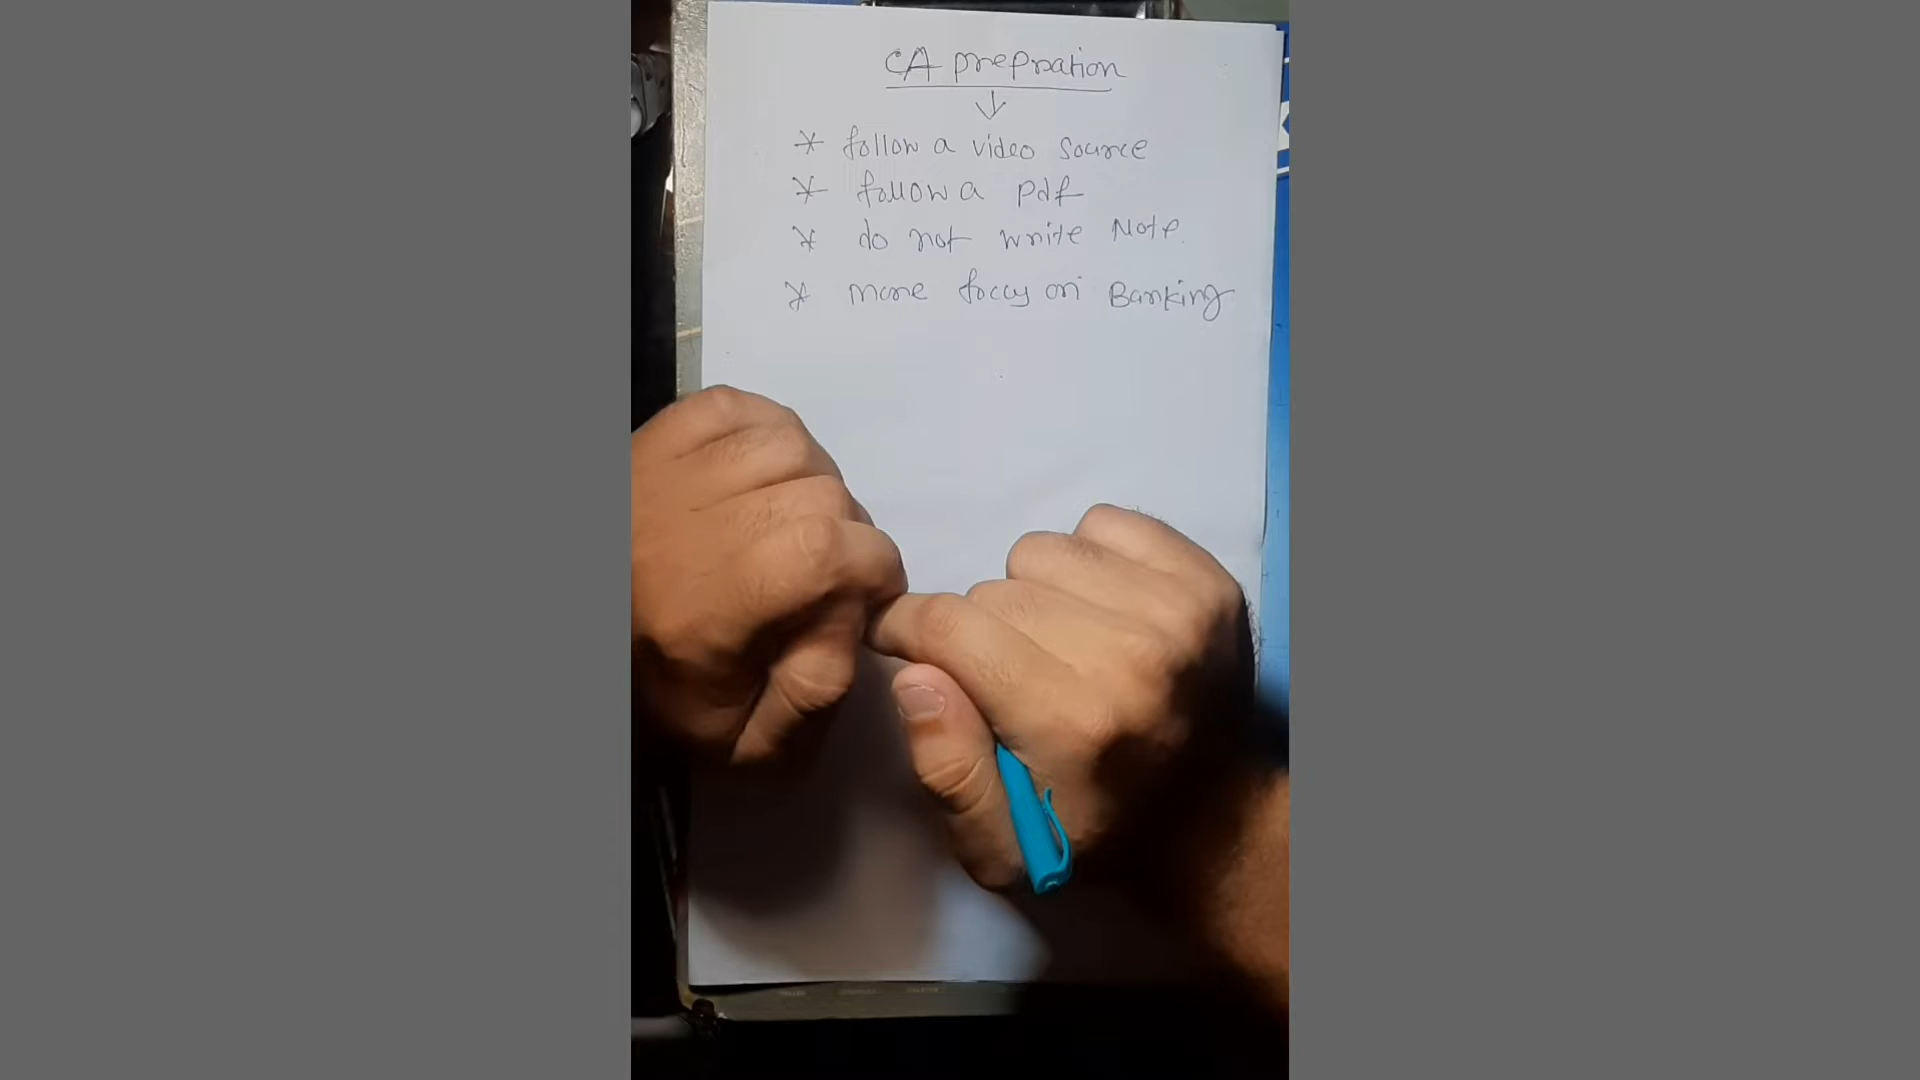 CA prepration
* follow a video source
* follow a pdf
* do not write Note
* more focus on Banking